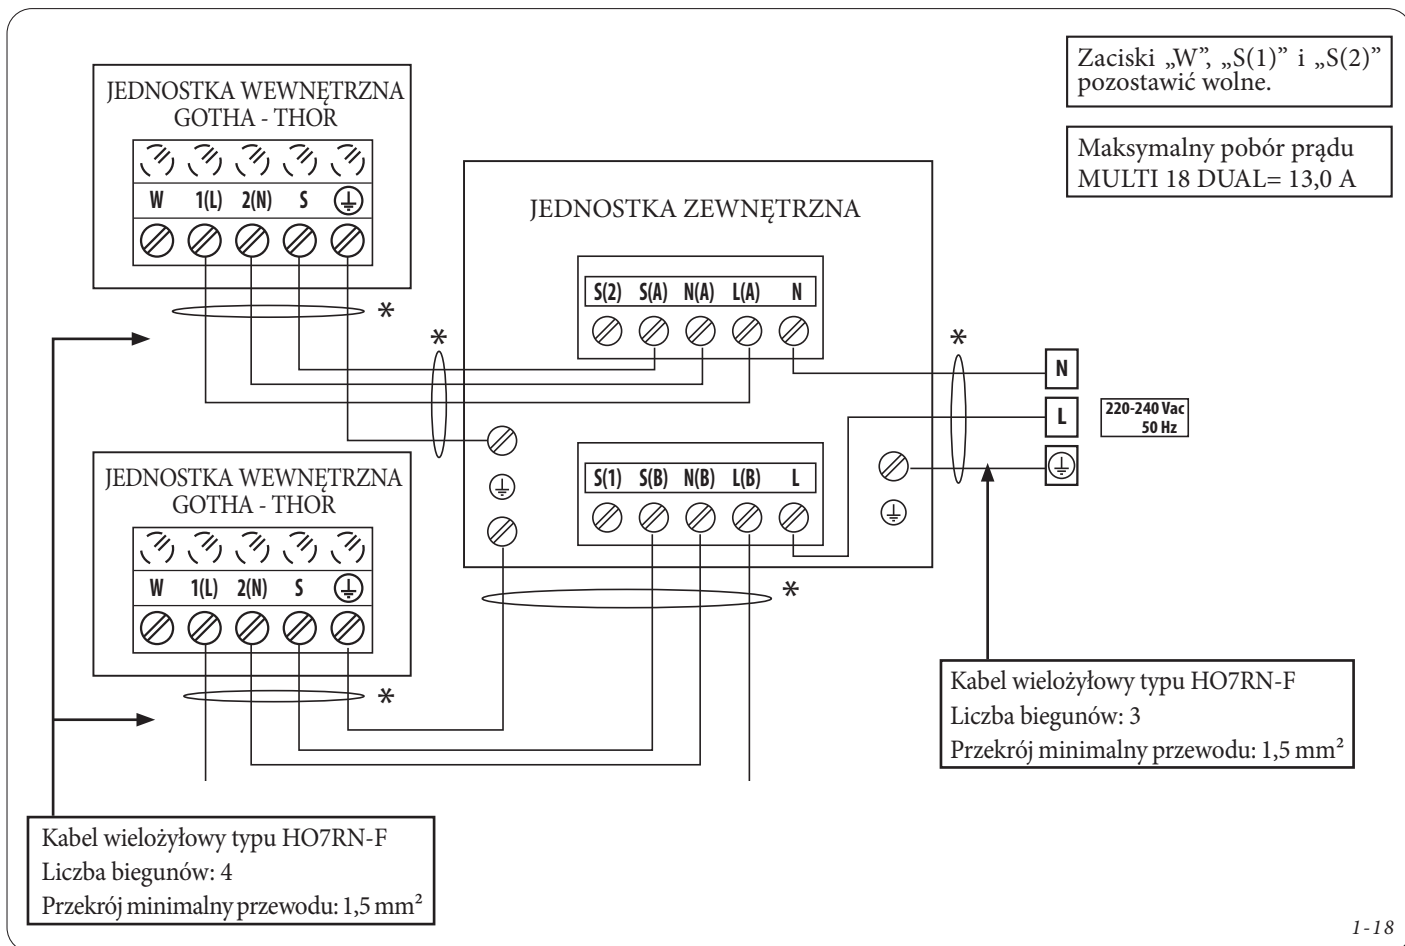 Zaciski „W”, „S(1)” i „S(2)”
pozostawić wolne.
Maksymalny pobór prądu
MULTI 18 DUAL= 13,0 A
JEDNOSTKA WEWNĘTRZNA
GOTHA - THOR
W 1(L) 2(N) S
*
JEDNOSTKA ZEWNĘTRZNA
S(2) S(A) N(A) L(A) N
*
*
N
L
220-240 Vac
50 Hz
S(1) S(B) N(B) L(B) L
*
JEDNOSTKA WEWNĘTRZNA
GOTHA - THOR
W 1(L) 2(N) S
*
Kabel wielożyłowy typu HO7RN-F
Liczba biegunów: 3
Przekrój minimalny przewodu: 1,5 mm²
Kabel wielożyłowy typu HO7RN-F
Liczba biegunów: 4
Przekrój minimalny przewodu: 1,5 mm²
1-18